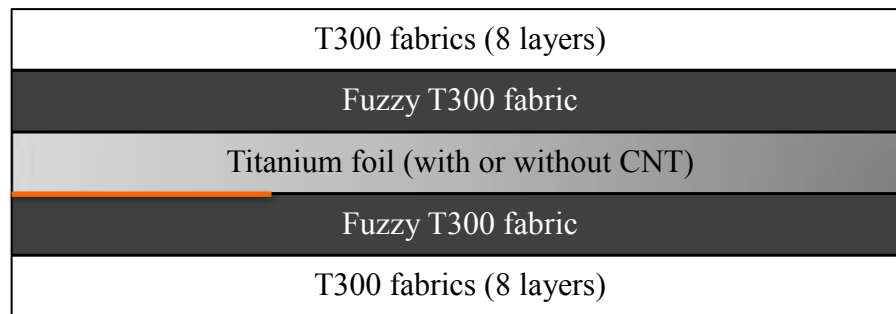 T300 fabrics (8 layers)
Fuzzy T300 fabric
Titanium foil (with or without CNT)
Fuzzy T300 fabric
T300 fabrics (8 layers)